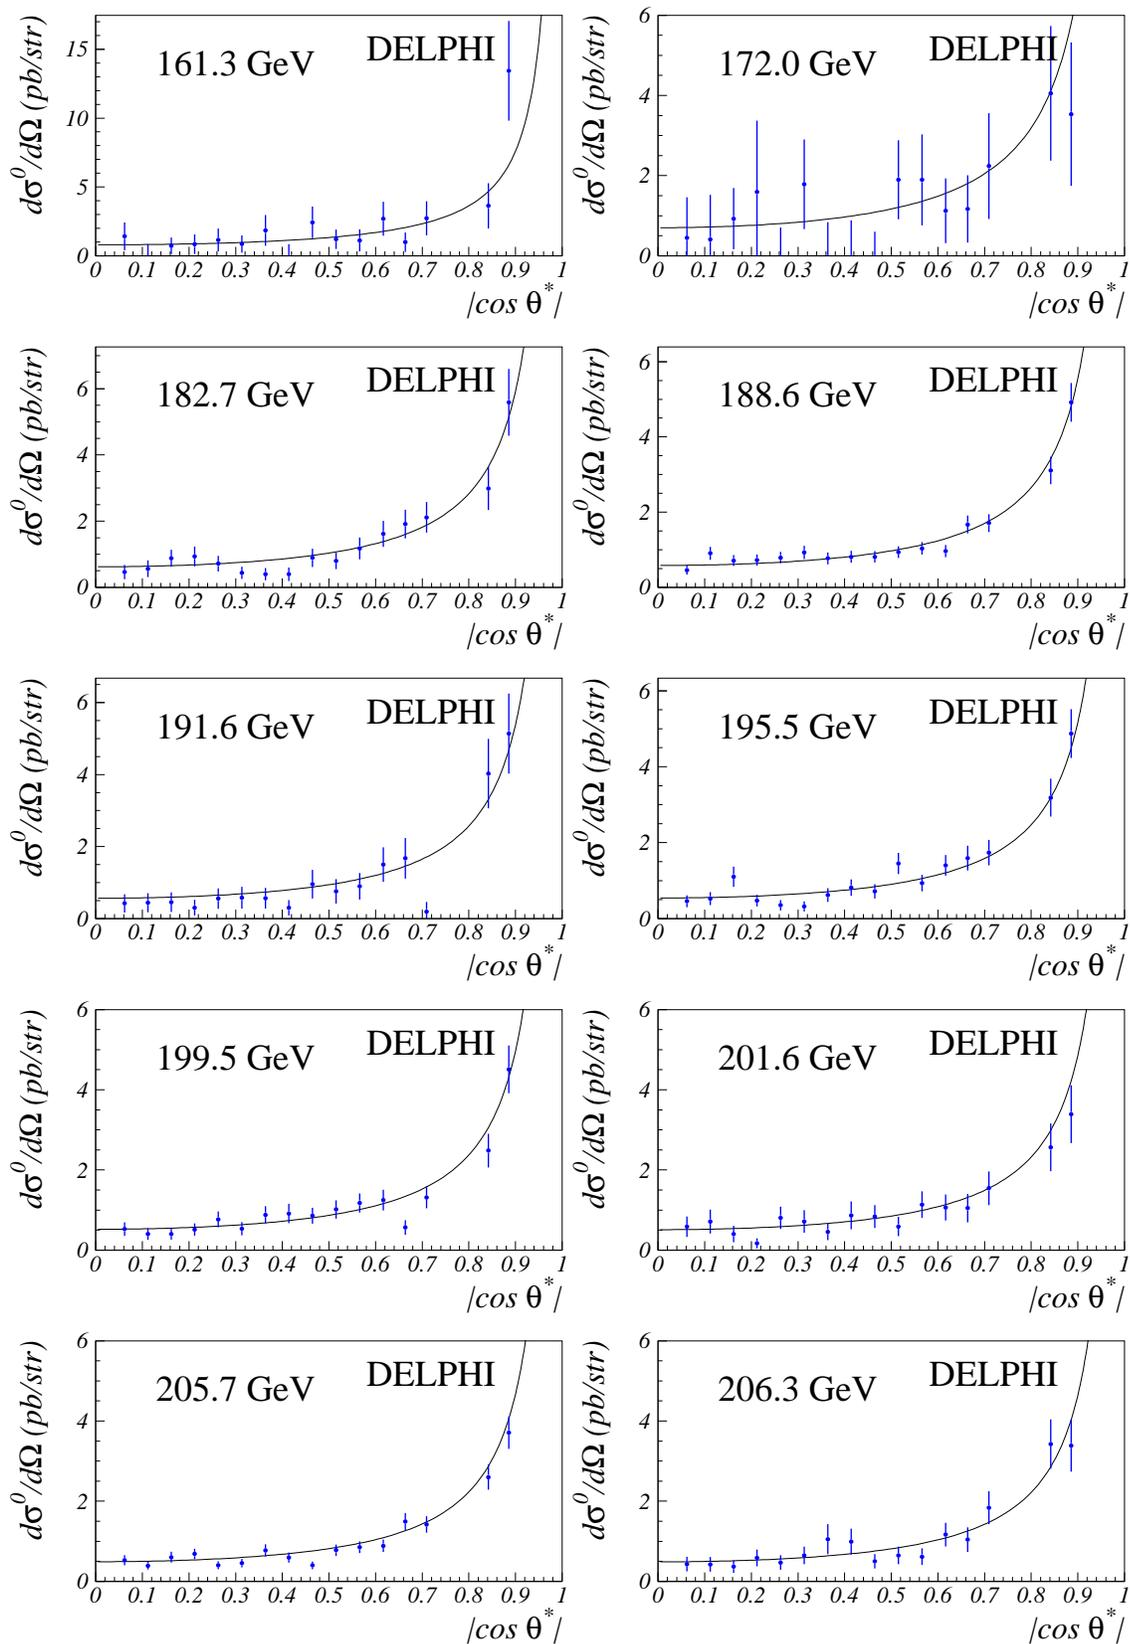 dσ⁰/dΩ (pb/str)
161.3 GeV DELPHI
15
10
5
0
0 0.1 0.2 0.3 0.4 0.5 0.6 0.7 0.8 0.9 1
|cos θ*|
dσ⁰/dΩ (pb/str)
172.0 GeV DELPHI
6
4
2
0
0 0.1 0.2 0.3 0.4 0.5 0.6 0.7 0.8 0.9 1
|cos θ*|
dσ⁰/dΩ (pb/str)
182.7 GeV DELPHI
6
4
2
0
0 0.1 0.2 0.3 0.4 0.5 0.6 0.7 0.8 0.9 1
|cos θ*|
dσ⁰/dΩ (pb/str)
188.6 GeV DELPHI
6
4
2
0
0 0.1 0.2 0.3 0.4 0.5 0.6 0.7 0.8 0.9 1
|cos θ*|
dσ⁰/dΩ (pb/str)
191.6 GeV DELPHI
6
4
2
0
0 0.1 0.2 0.3 0.4 0.5 0.6 0.7 0.8 0.9 1
|cos θ*|
dσ⁰/dΩ (pb/str)
195.5 GeV DELPHI
6
4
2
0
0 0.1 0.2 0.3 0.4 0.5 0.6 0.7 0.8 0.9 1
|cos θ*|
dσ⁰/dΩ (pb/str)
199.5 GeV DELPHI
6
4
2
0
0 0.1 0.2 0.3 0.4 0.5 0.6 0.7 0.8 0.9 1
|cos θ*|
dσ⁰/dΩ (pb/str)
201.6 GeV DELPHI
6
4
2
0
0 0.1 0.2 0.3 0.4 0.5 0.6 0.7 0.8 0.9 1
|cos θ*|
dσ⁰/dΩ (pb/str)
205.7 GeV DELPHI
6
4
2
0
0 0.1 0.2 0.3 0.4 0.5 0.6 0.7 0.8 0.9 1
|cos θ*|
dσ⁰/dΩ (pb/str)
206.3 GeV DELPHI
6
4
2
0
0 0.1 0.2 0.3 0.4 0.5 0.6 0.7 0.8 0.9 1
|cos θ*|